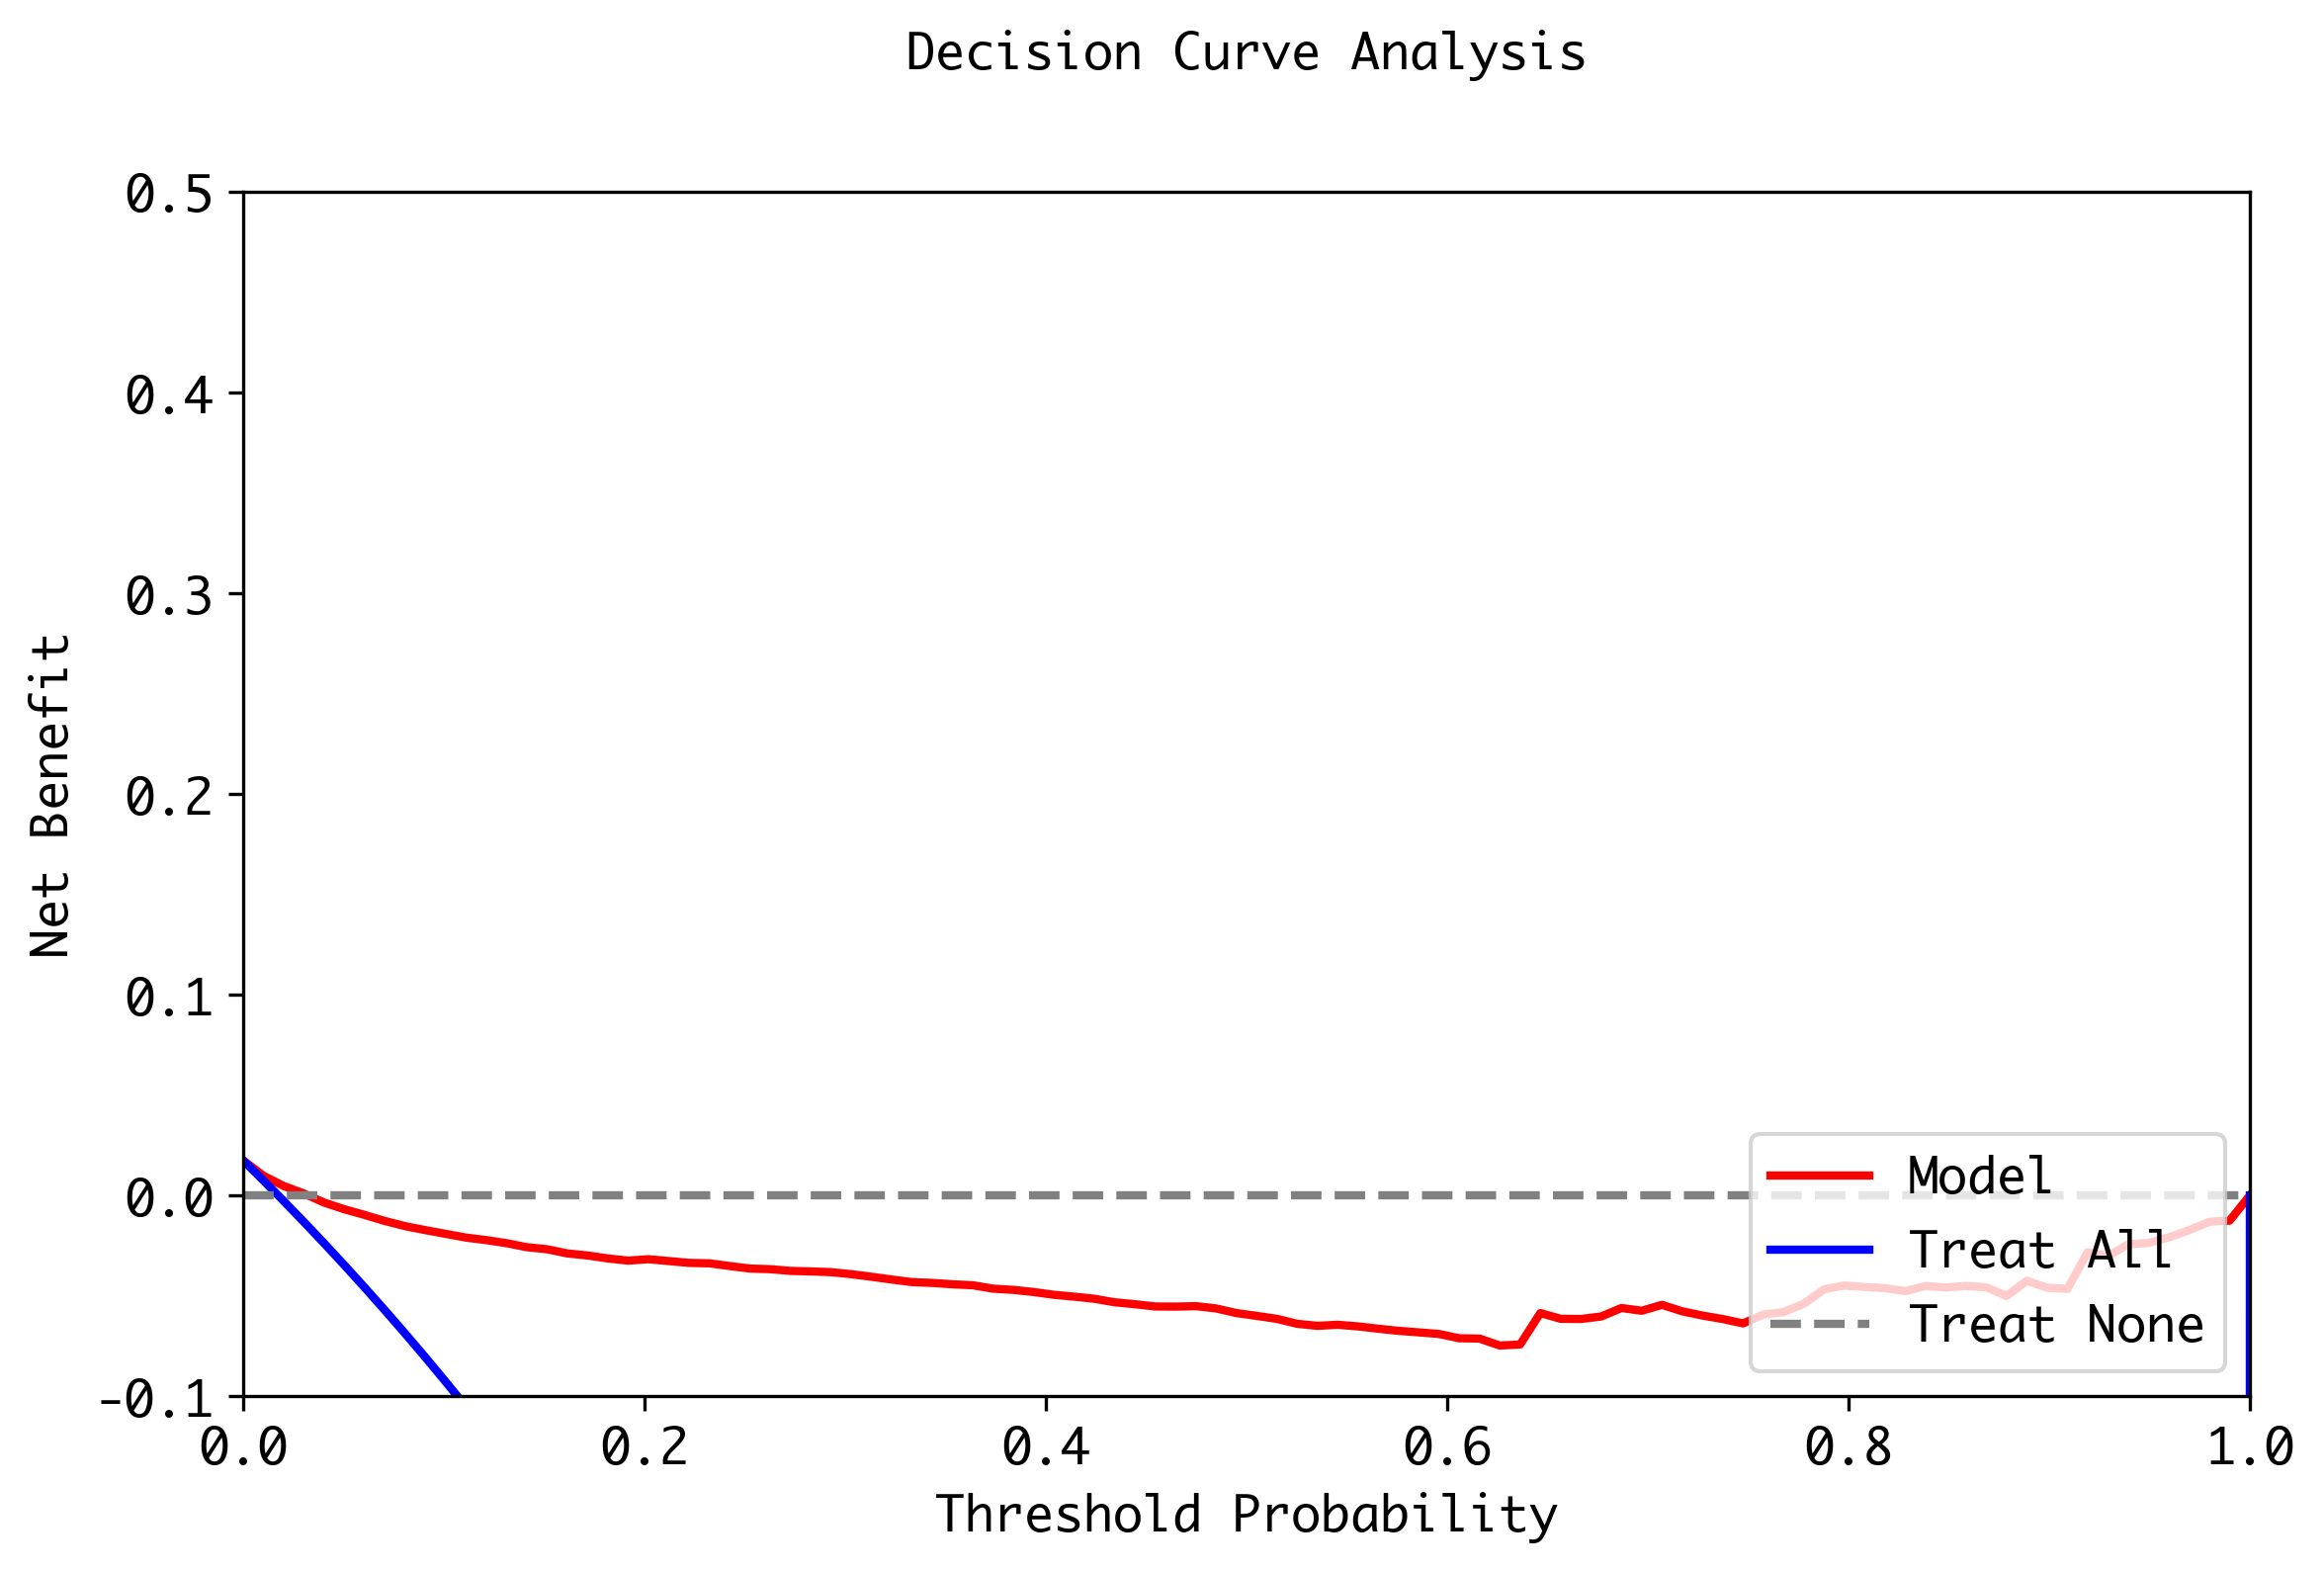 Decision Curve Analysis
0.5
0.4
0.3
0.2
0.1
0.0
-0.1
Net Benefit
Model
Treat All
Treat None
0.0 0.2 0.4 0.6 0.8 1.0
Threshold Probability